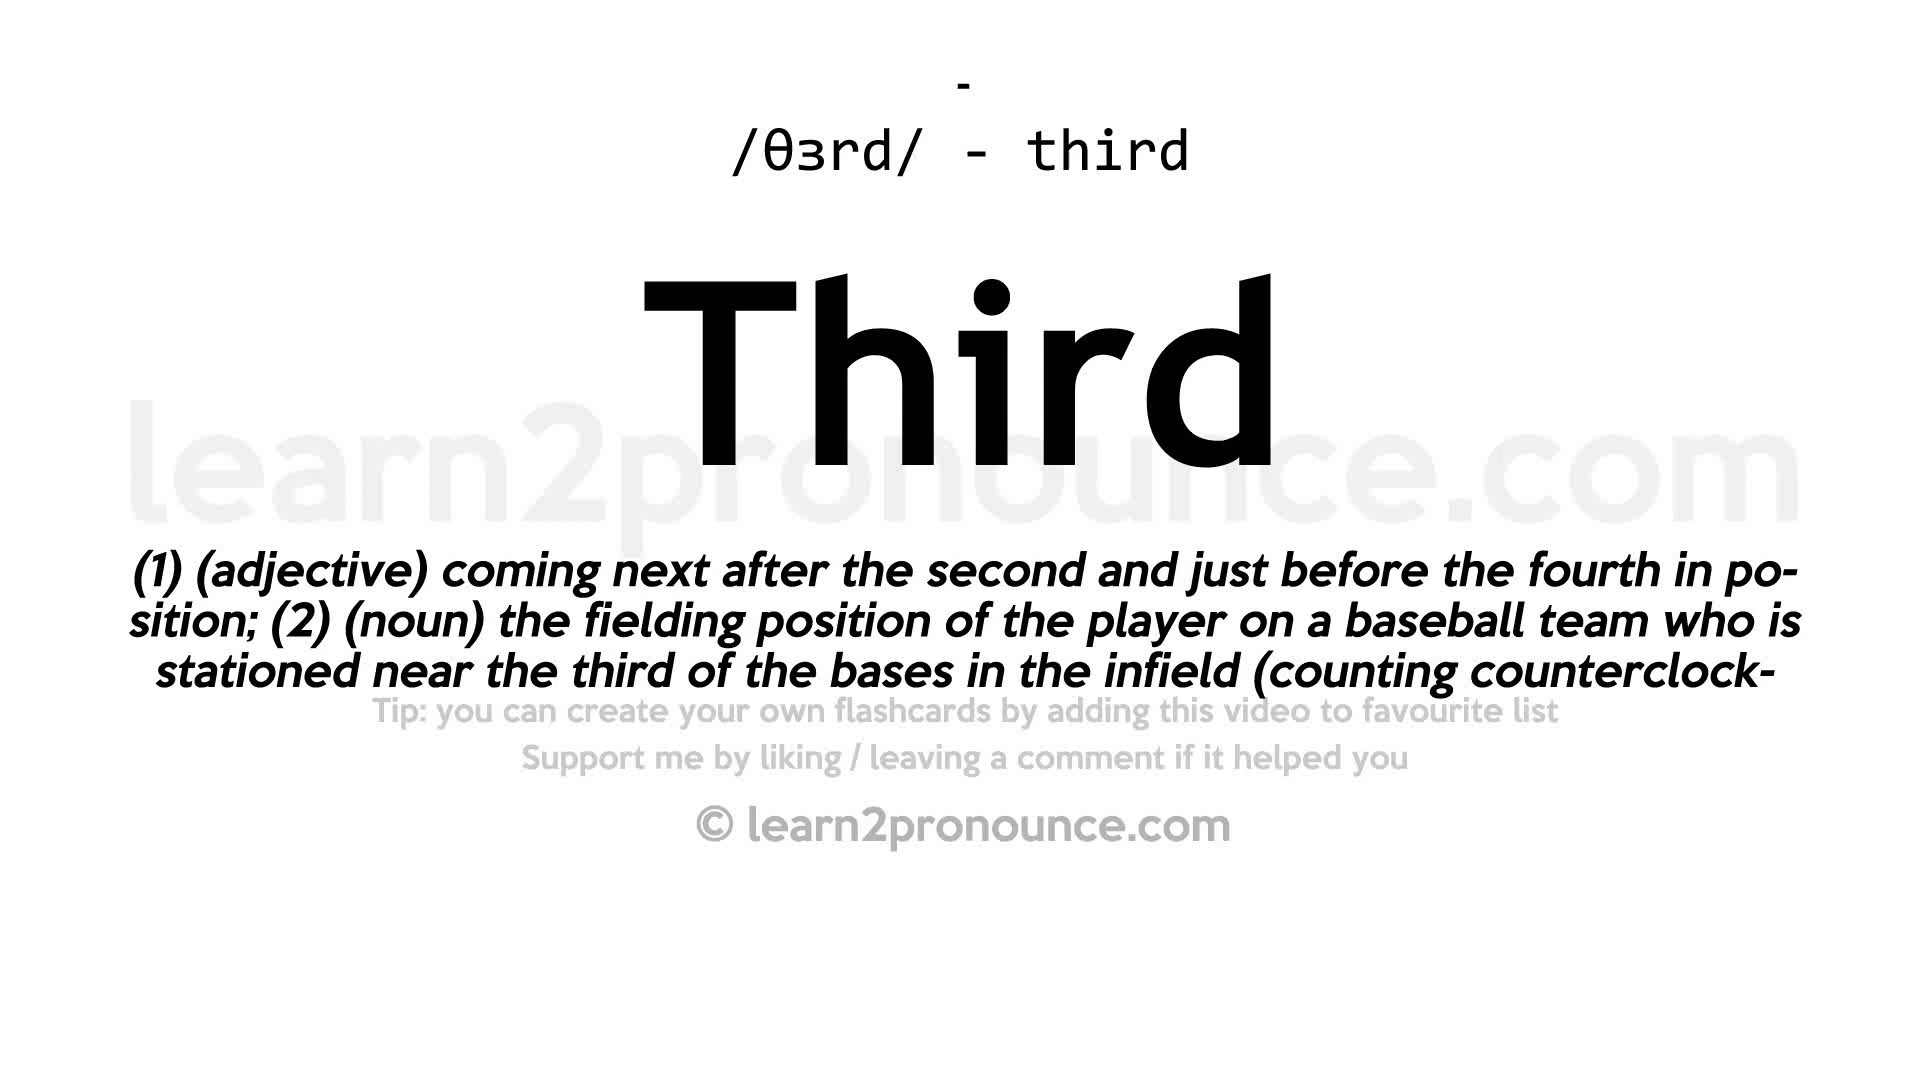 -
/θɜrd/ - third
Third
learn2pronounce.com
(1) (adjective) coming next after the second and just before the fourth in po-
sition; (2) (noun) the fielding position of the player on a baseball team who is
stationed near the third of the bases in the infield (counting counterclock-
Tip: you can create your own flashcards by adding this video to favourite list
Support me by liking / leaving a comment if it helped you
© learn2pronounce.com